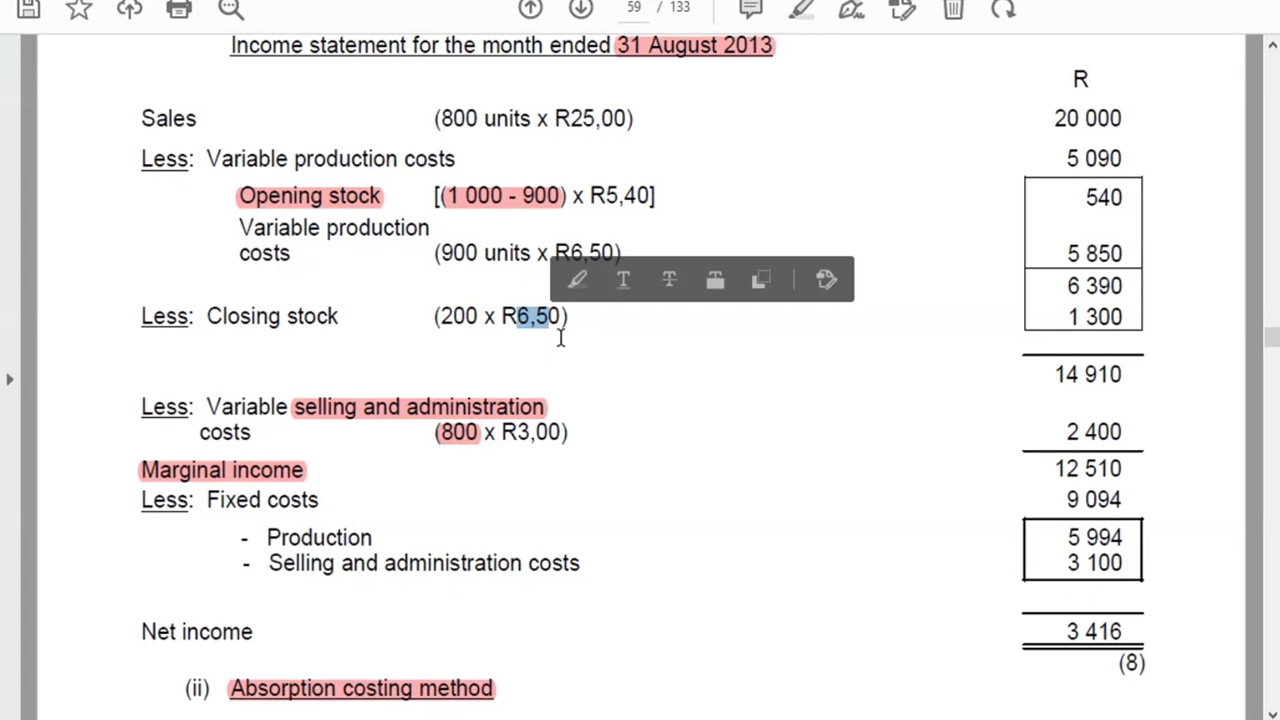 59 / 133
Income statement for the month ended 31 August 2013
R
Sales (800 units x R25,00) 20 000
Less: Variable production costs 5 090
Opening stock [(1 000 - 900) x R5,40] 540
Variable production
costs (900 units x R6,50) 5 850
6 390
Less: Closing stock (200 x R6,50) 1 300
14 910
Less: Variable selling and administration
costs (800 x R3,00) 2 400
Marginal income 12 510
Less: Fixed costs 9 094
- Production 5 994
- Selling and administration costs 3 100
Net income 3 416
(8)
(ii) Absorption costing method